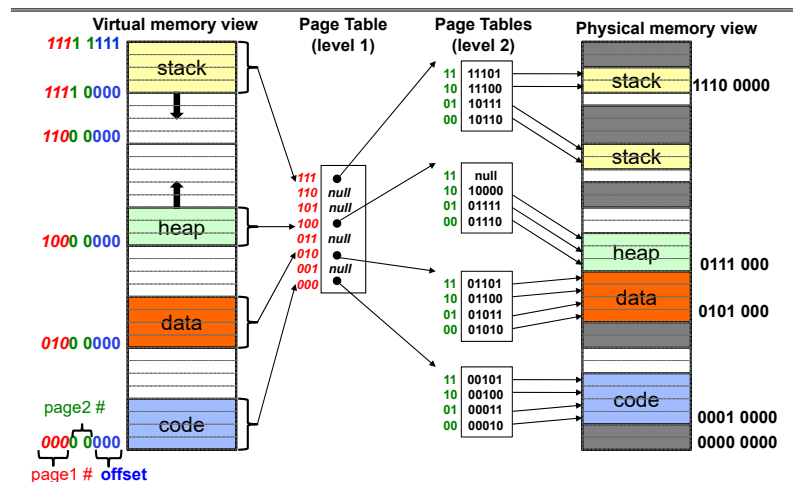 Virtual memory view
Page Table
(level 1)
Page Tables
(level 2)
Physical memory view
1111 1111
stack
1111 0000
1100 0000
heap
1000 0000
data
0100 0000
page2 #
code
0000 0000
page1 # offset
111
110 null
101 null
100
011 null
010
001 null
000
11 11101
10 11100
01 10111
00 10110
11 null
10 10000
01 01111
00 01110
11 01101
10 01100
01 01011
00 01010
11 00101
10 00100
01 00011
00 00010
stack
1110 0000
stack
heap
0111 000
data
0101 000
code
0001 0000
0000 0000